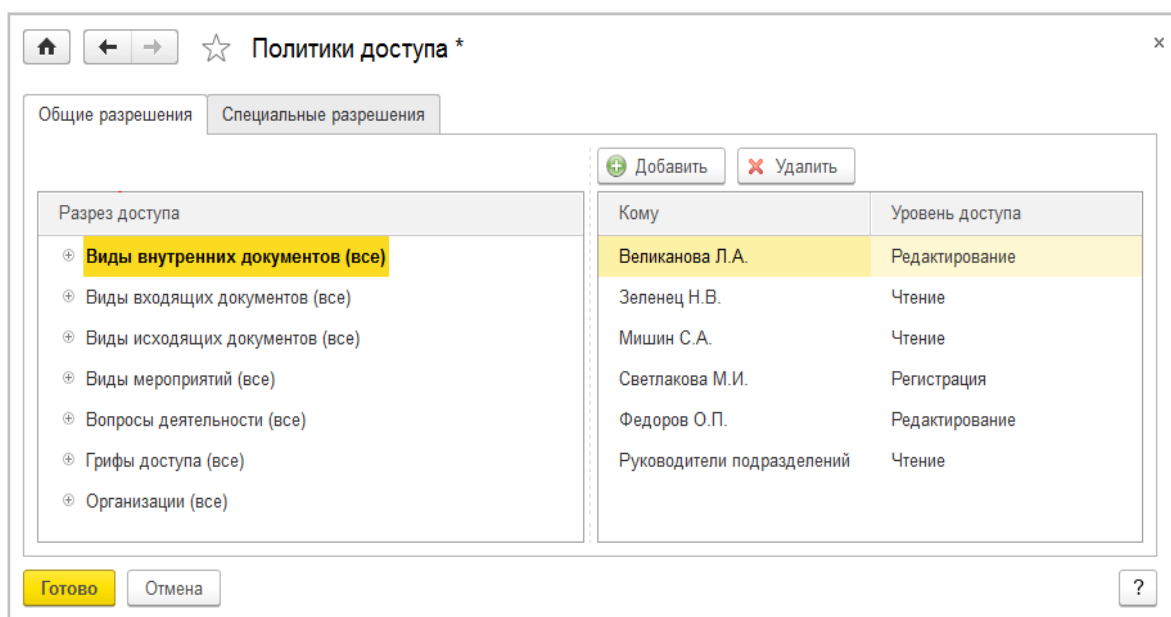 Политики доступа *
×
Общие разрешения
Специальные разрешения
Добавить
Удалить
Разрез доступа
Кому
Уровень доступа
Виды внутренних документов (все)
Великанова Л.А.
Редактирование
Виды входящих документов (все)
Зеленец Н.В.
Чтение
Виды исходящих документов (все)
Мишин С.А.
Чтение
Виды мероприятий (все)
Светлакова М.И.
Регистрация
Вопросы деятельности (все)
Федоров О.П.
Редактирование
Грифы доступа (все)
Руководители подразделений
Чтение
Организации (все)
Готово
Отмена
?